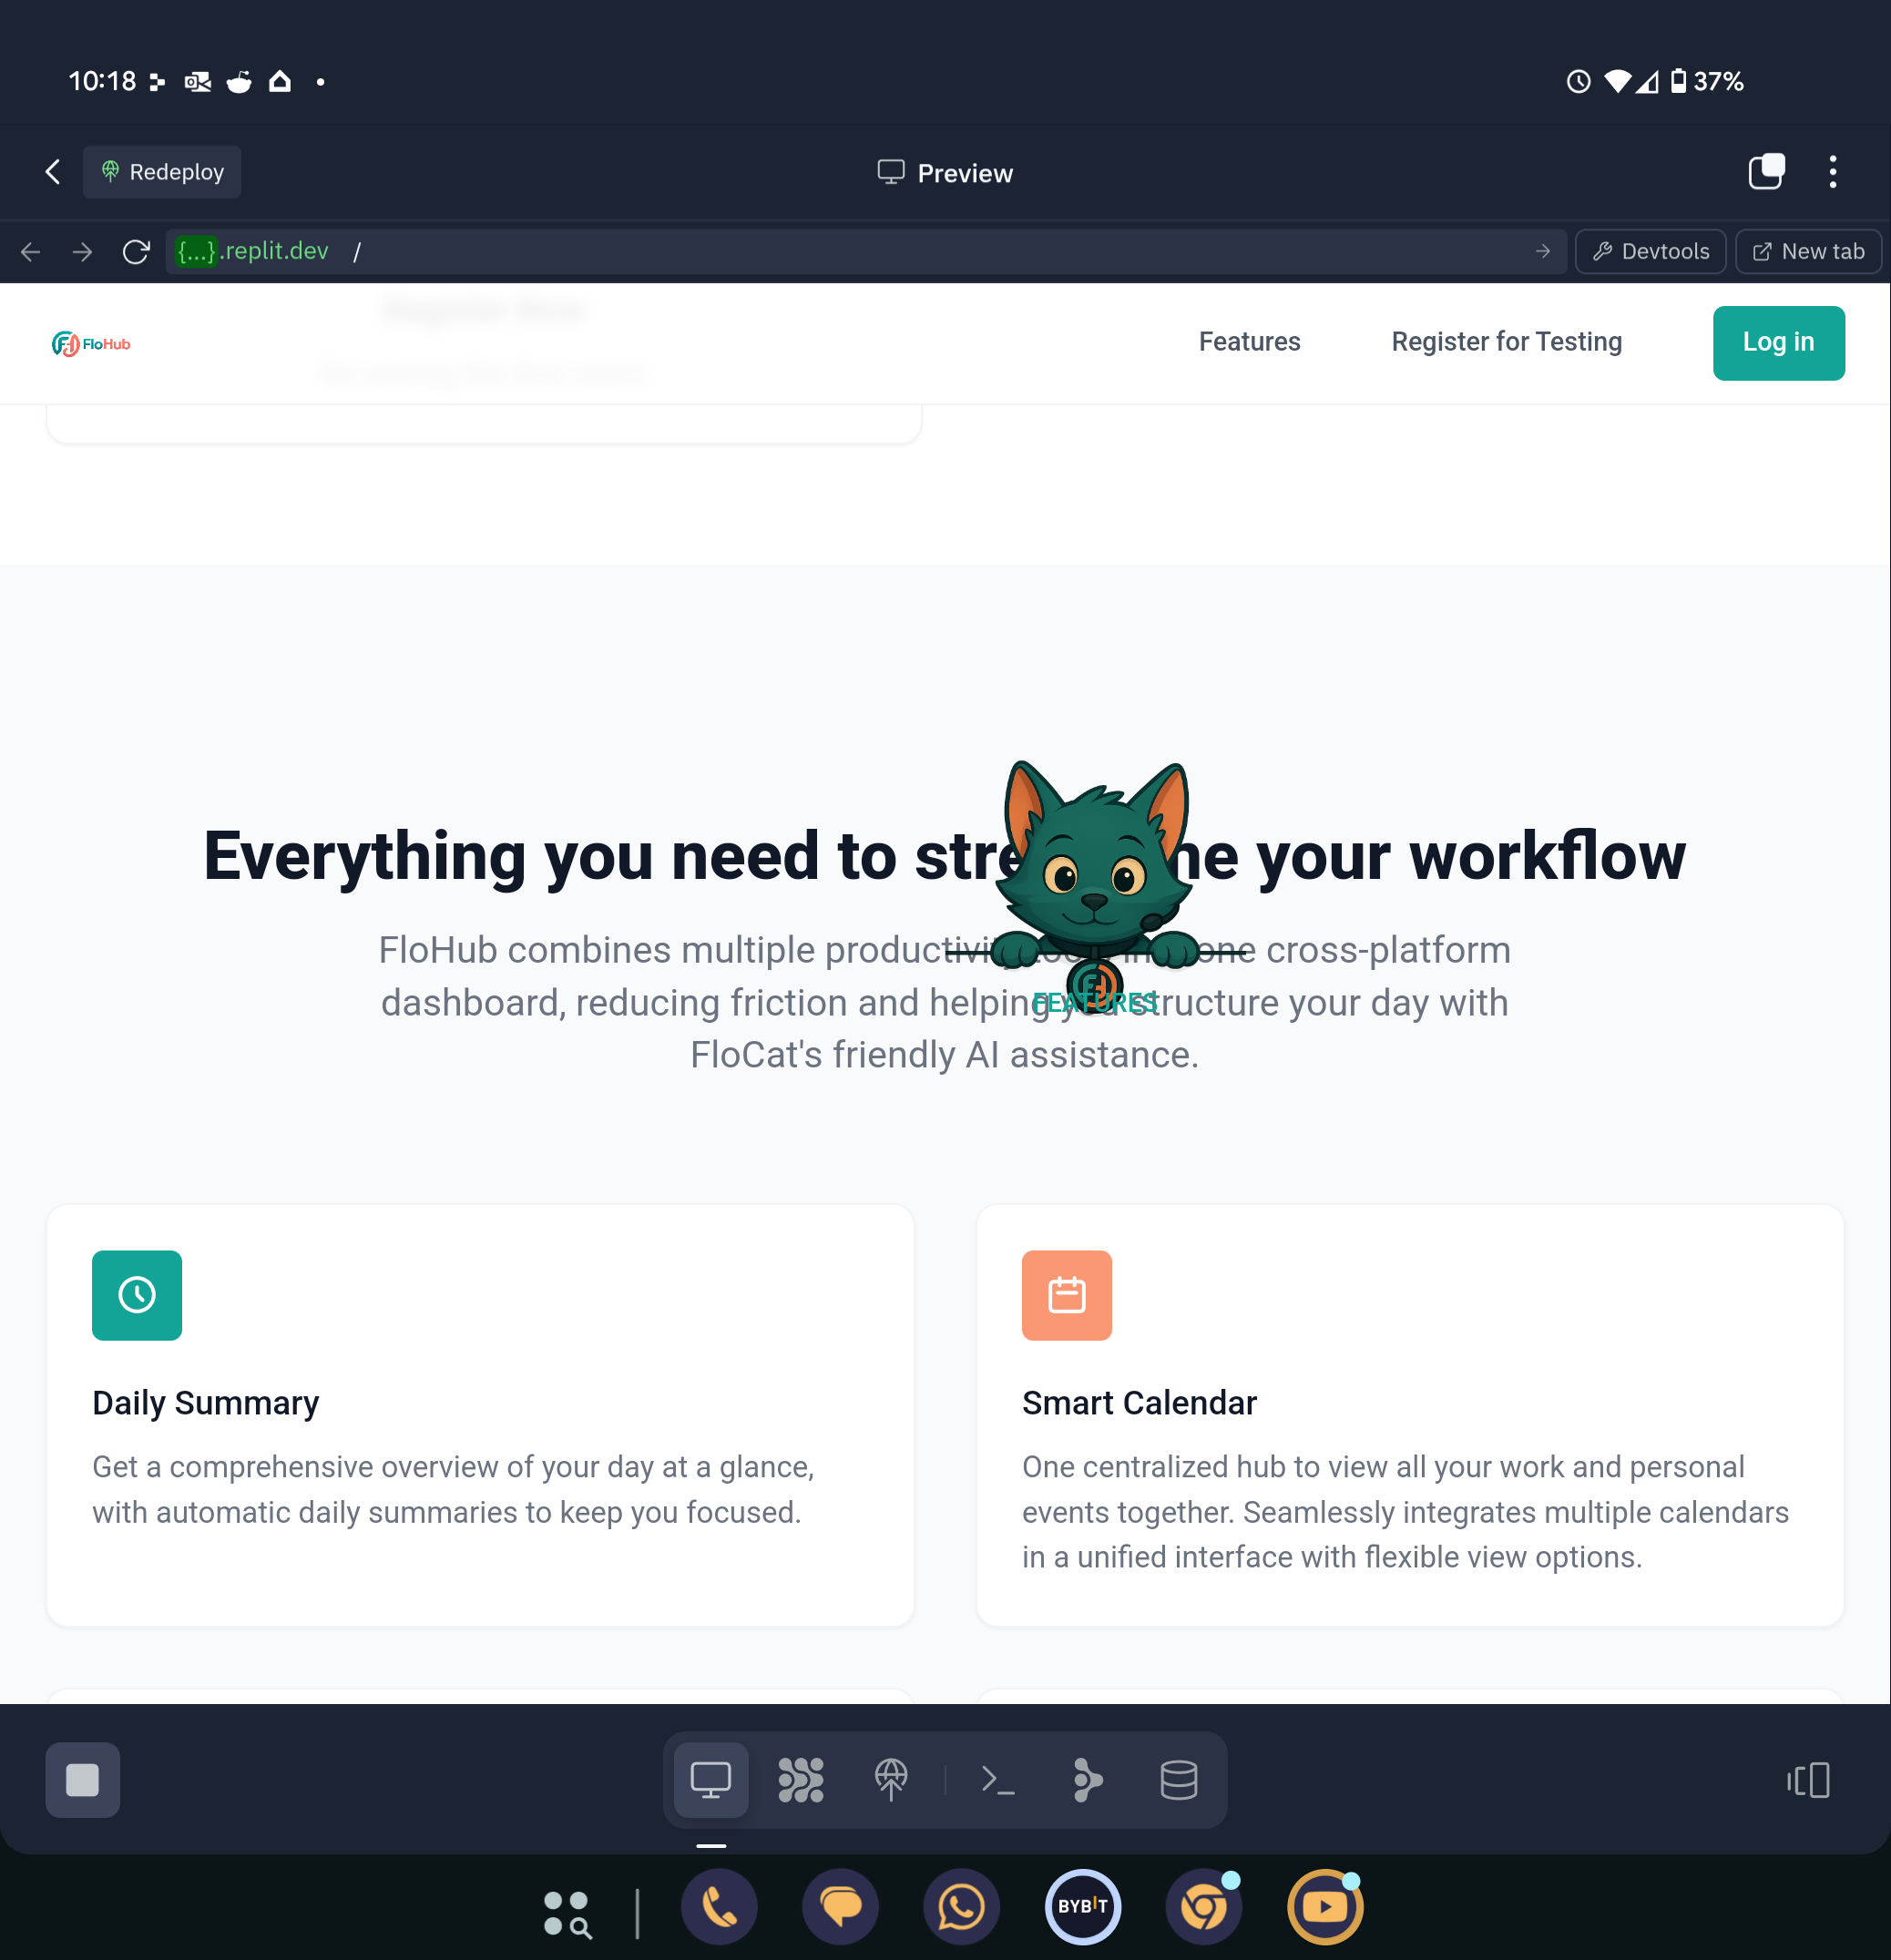 10:18
37%
Redeploy
Preview
{...}.replit.dev /
Devtools
New tab
Register Now
FloHub
Features
Register for Testing
Log in
Everything you need to stre ne your workflow
FloHub combines multiple productivity one cross-platform
dashboard, reducing friction and helping you structure your day with
FEATURES
FloCat's friendly AI assistance.
Daily Summary
Get a comprehensive overview of your day at a glance,
with automatic daily summaries to keep you focused.
Smart Calendar
One centralized hub to view all your work and personal
events together. Seamlessly integrates multiple calendars
in a unified interface with flexible view options.
BYBIT